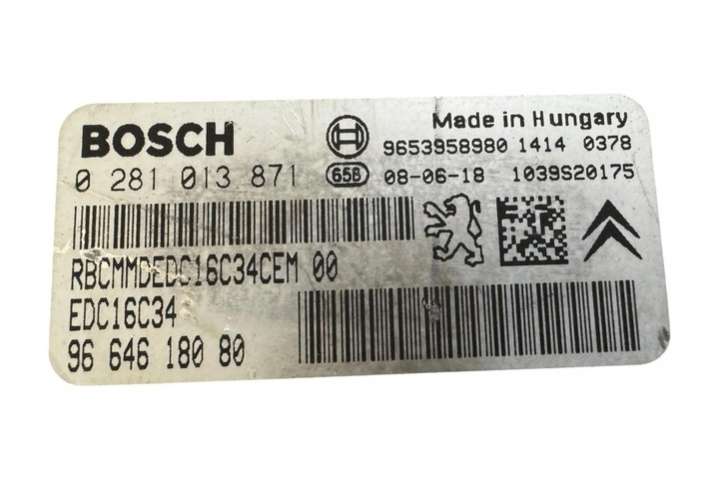 BOSCH
Made in Hungary
9653958980 1414 0378
0 281 013 871
658
08-06-18 1039S20175
RBCMMDEDC16C34CEM 00
EDC16C34
96 646 180 80